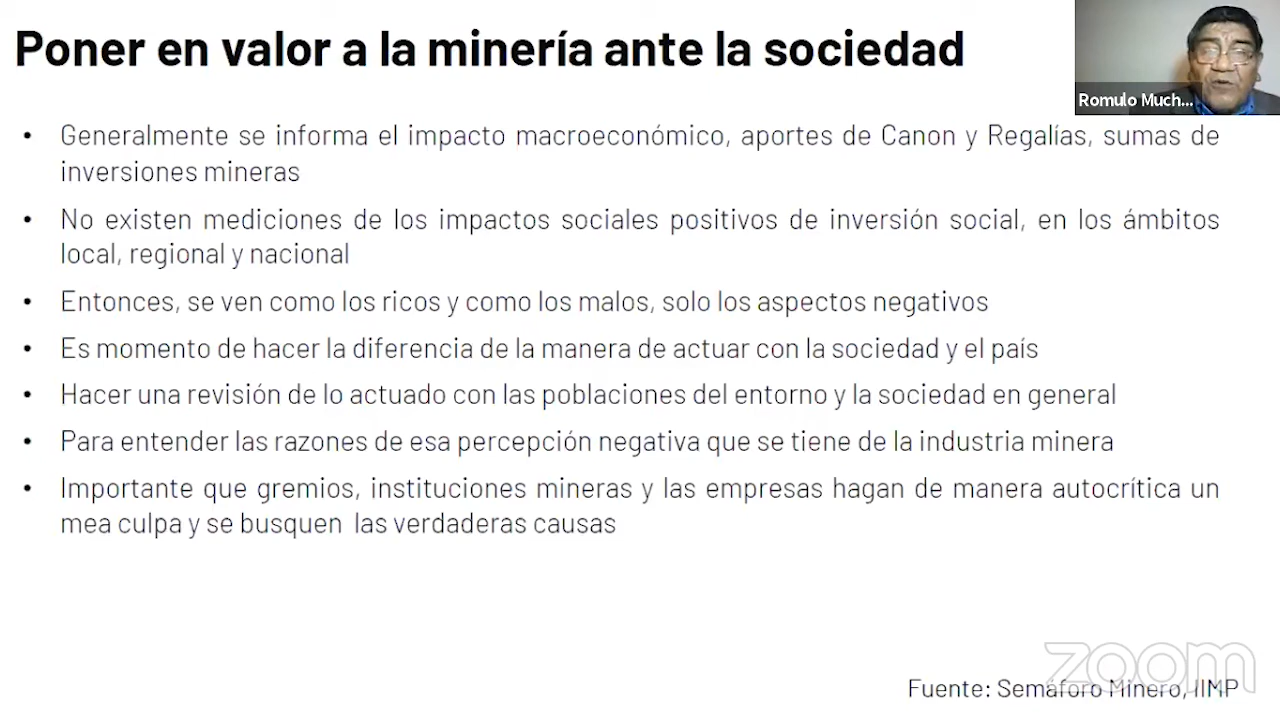 Poner en valor a la minería ante la sociedad
Romulo Much...
• Generalmente se informa el impacto macroeconómico, aportes de Canon y Regalías, sumas de
inversiones mineras
• No existen mediciones de los impactos sociales positivos de inversión social, en los ámbitos
local, regional y nacional
• Entonces, se ven como los ricos y como los malos, solo los aspectos negativos
• Es momento de hacer la diferencia de la manera de actuar con la sociedad y el país
• Hacer una revisión de lo actuado con las poblaciones del entorno y la sociedad en general
• Para entender las razones de esa percepción negativa que se tiene de la industria minera
• Importante que gremios, instituciones mineras y las empresas hagan de manera autocrítica un
mea culpa y se busquen las verdaderas causas
zoom
Fuente: Semáforo Minero, IIMP